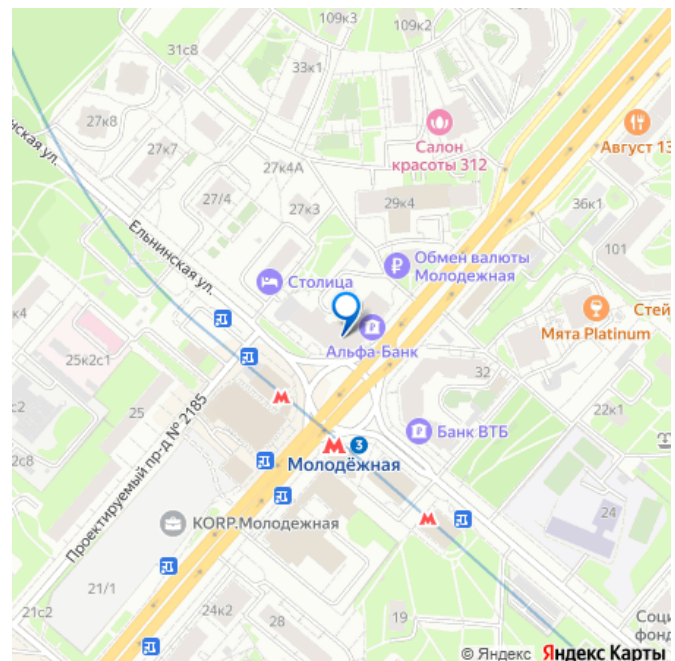 109к3
109к2
31с8
33к1
27к8
нская ул.
27к7
Салон
красоты 312
Август 13
27к4А
29к4
27/4
27к3
36к1
Ельнинская ул.
101
Обмен валюты
Молодежная
Столица
Стей
Мята Platinum
к4
Альфа-Банк
25к2с1
32
25
22к1
с2
Банк ВТБ
3
Молодёжная
2с8
Проектируемый пр-д № 2185
KORP.Молодежная
24
21/1
21с2
24к2
28
19
Соци
фонд
© Яндекс Яндекс Карты